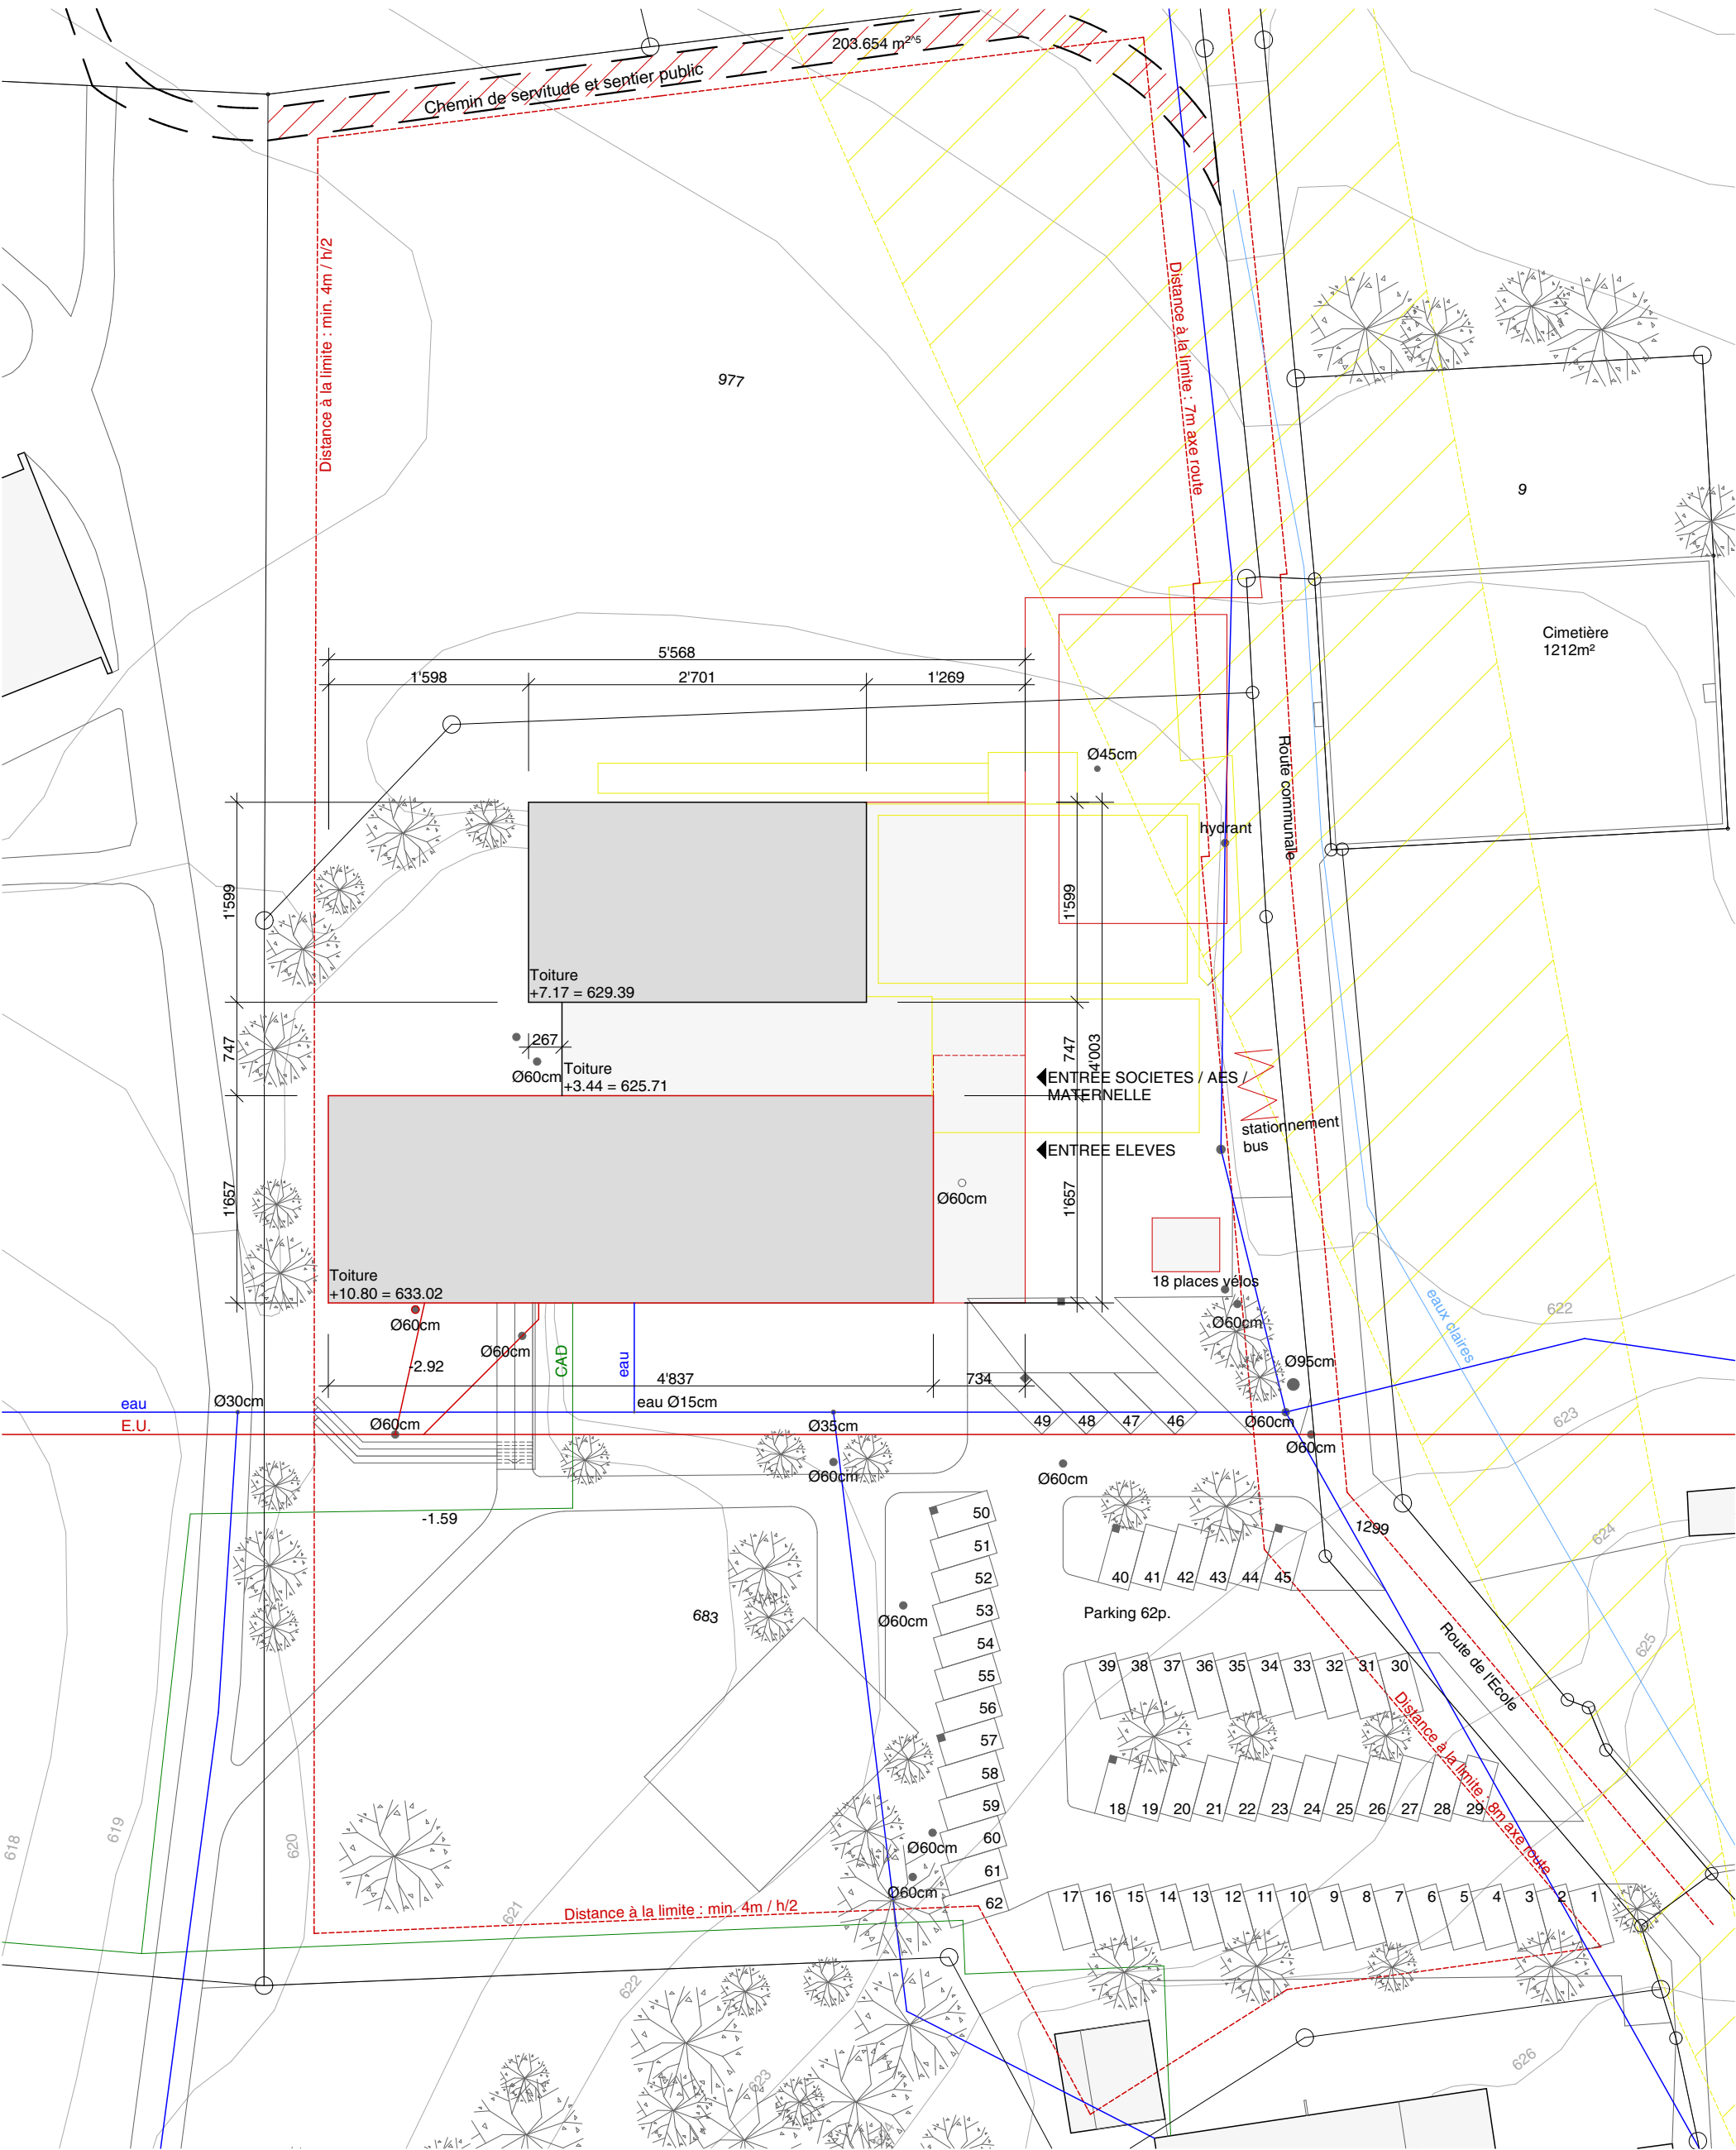 203.654 m2^5
Chemin de servitude et sentier public
Distance à la limite : min. 4m / h/2
Distance à la limite : 7m axe route
977
9
Cimetière
1212m²
5'568
1'598
2'701
1'269
Ø45cm
Route communale
hydrant
1'599
1'599
Toiture
+7.17 = 629.39
747
267
747
4'003
Ø60cm
Toiture
+3.44 = 625.71
ENTREE SOCIETES / AES /
MATERNELLE
stationnement
bus
ENTREE ELEVES
1'657
Ø60cm
1'657
Toiture
+10.80 = 633.02
18 places vélos
Ø60cm
Ø60cm
Ø60cm
622
eaux claires
-2.92
CAD
eau
Ø95cm
4'837
734
eau
Ø30cm
eau Ø15cm
E.U.
Ø60cm
Ø35cm
49
48
47
46
Ø60cm
623
Ø60cm
Ø60cm
Ø60cm
-1.59
50
1299
624
51
52
40
41
42
43
44
45
683
Ø60cm
53
Parking 62p.
54
Route de l'Ecole
625
55
39
38
37
36
35
34
33
32
31
30
56
Distance à la limite : 8m axe route
57
58
59
18
19
20
21
22
23
24
25
26
27
28
29
618
619
620
60
Ø60cm
61
Ø60cm
62
17
16
15
14
13
12
11
10
9
8
7
6
5
4
3
2
1
Distance à la limite : min. 4m / h/2
621
622
623
626